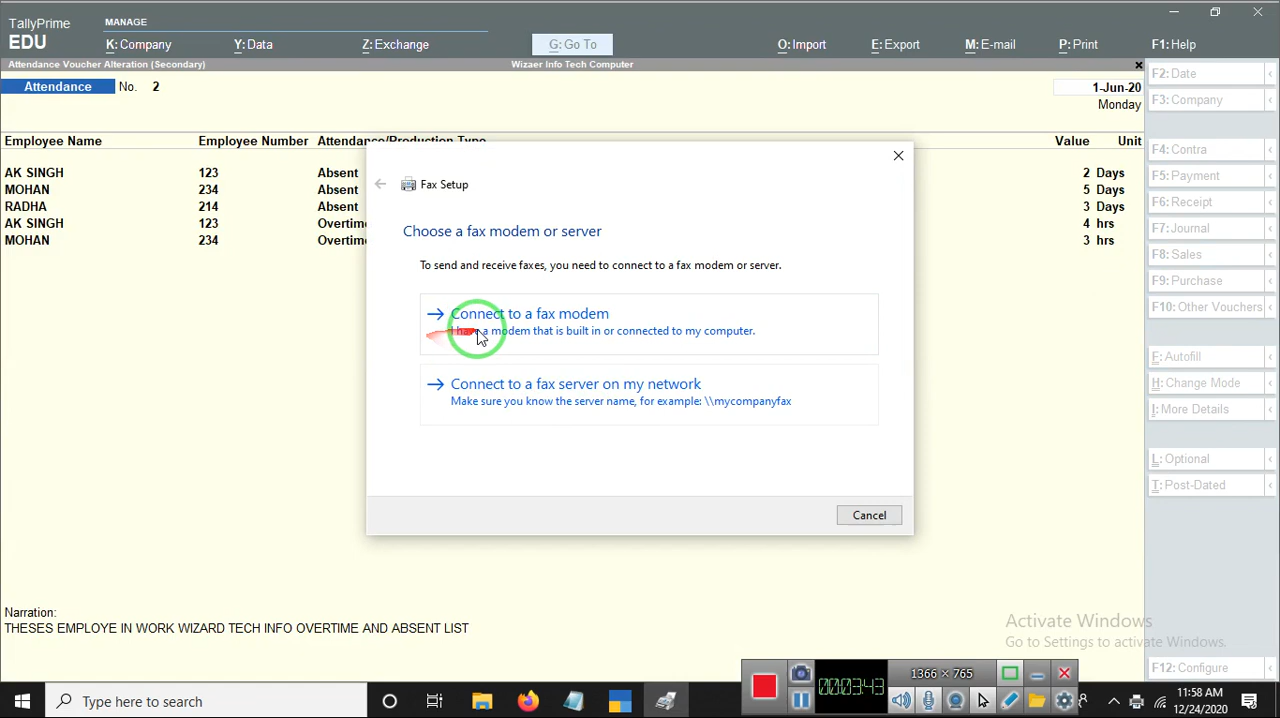 TallyPrime
EDU
MANAGE
K: Company
Y: Data
Z: Exchange
G: Go To
O: Import
E: Export
M: E-mail
P: Print
F1: Help
Attendance Voucher Alteration (Secondary)
Wizaer Info Tech Computer
Attendance No. 2
1-Jun-20
Monday
Employee Name Employee Number Attendance/Production Type Value Unit
AK SINGH 123 Absent 2 Days
MOHAN 234 Absent 5 Days
RADHA 214 Absent 3 Days
AK SINGH 123 Overtime 4 hrs
MOHAN 234 Overtime 3 hrs
Fax Setup
Choose a fax modem or server
To send and receive faxes, you need to connect to a fax modem or server.
Connect to a fax modem
I have a modem that is built in or connected to my computer.
Connect to a fax server on my network
Make sure you know the server name, for example: \\mycompanyfax
Cancel
F2: Date
F3: Company
F4: Contra
F5: Payment
F6: Receipt
F7: Journal
F8: Sales
F9: Purchase
F10: Other Vouchers
F: Autofill
H: Change Mode
I: More Details
L: Optional
T: Post-Dated
F12: Configure
Narration:
THESES EMPLOYE IN WORK WIZARD TECH INFO OVERTIME AND ABSENT LIST
Activate Windows
Go to Settings to activate Windows.
1366 × 765
Type here to search
11:58 AM
12/24/2020